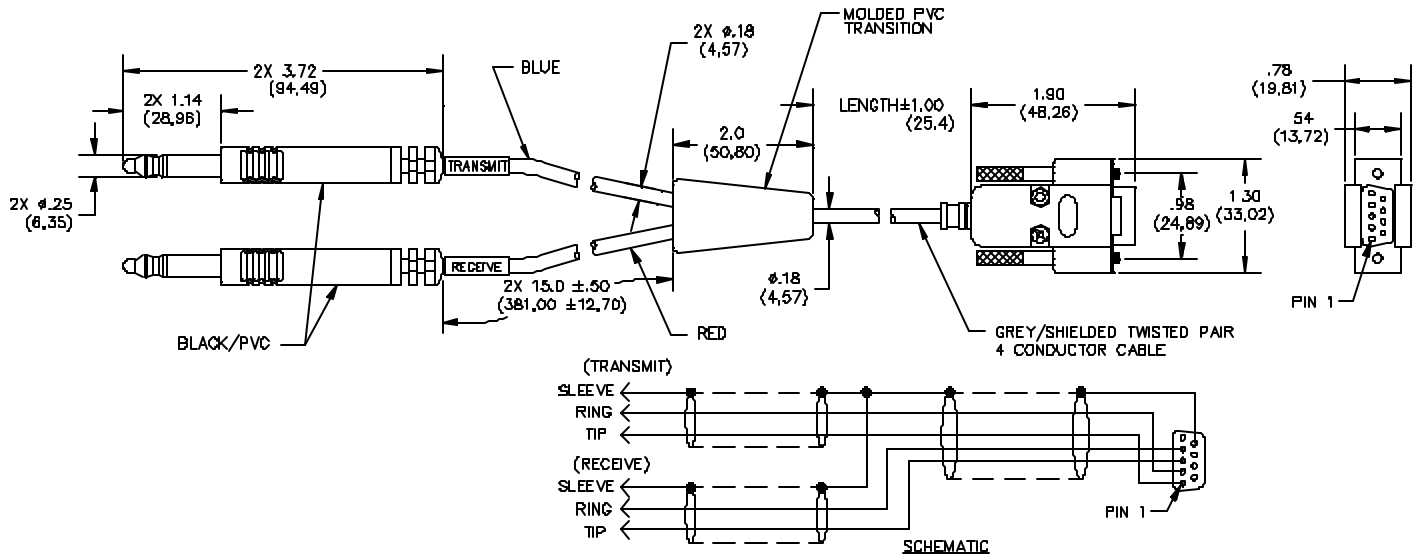 MOLDED PVC
TRANSITION
2X ø.18
(4,57)
BLUE
2X 3.72
(94,49)
2X 1.14
(28,96)
LENGTH±1.00
(25.4)
1.90
(48,26)
.78
(19,81)
.54
(13,72)
2.0
(50,80)
TRANSMIT
2X ø.25
(6,35)
.98
(24,89)
1.30
(33,02)
RECEIVE
2X 15.0 ±.50
(381,00 ±12,70)
ø.18
(4,57)
PIN 1
BLACK/PVC
RED
GREY/SHIELDED TWISTED PAIR
4 CONDUCTOR CABLE
(TRANSMIT)
SLEEVE
RING
TIP
(RECEIVE)
SLEEVE
RING
TIP
PIN 1
SCHEMATIC